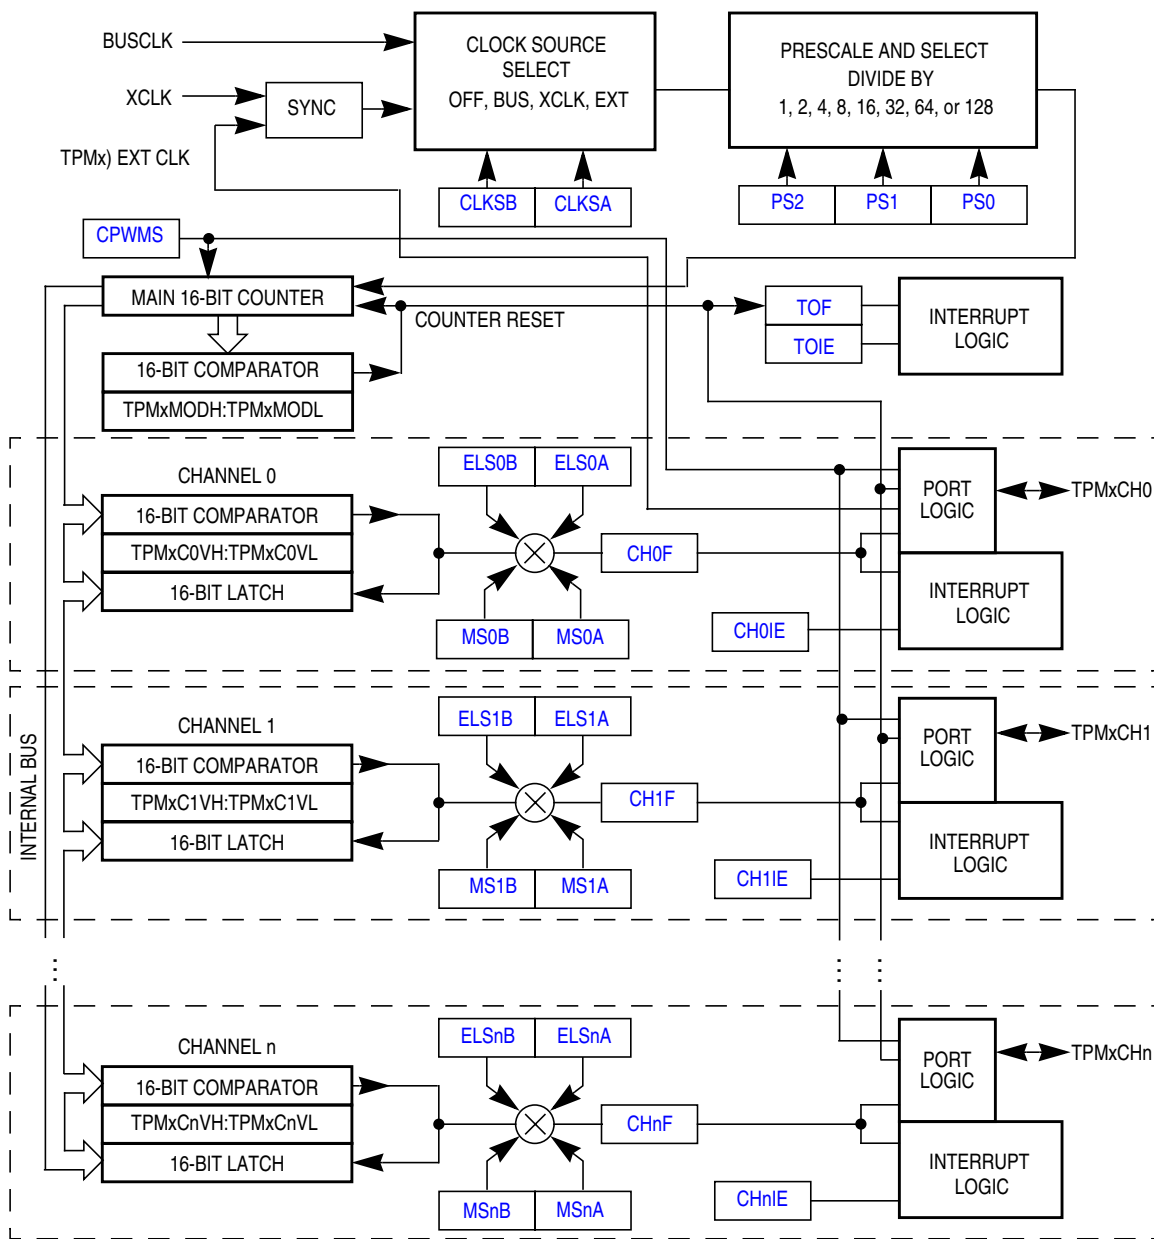 BUSCLK
XCLK
SYNC
TPMx) EXT CLK
CLOCK SOURCE
SELECT
OFF, BUS, XCLK, EXT
PRESCALE AND SELECT
DIVIDE BY
1, 2, 4, 8, 16, 32, 64, or 128
CLKSB
CLKSA
PS2
PS1
PS0
CPWMS
MAIN 16-BIT COUNTER
COUNTER RESET
TOF
TOIE
INTERRUPT
LOGIC
16-BIT COMPARATOR
TPMxMODH:TPMxMODL
CHANNEL 0
ELS0B
ELS0A
PORT
LOGIC
TPMxCH0
16-BIT COMPARATOR
TPMxC0VH:TPMxC0VL
16-BIT LATCH
CH0F
INTERRUPT
LOGIC
MS0B
MS0A
CH0IE
INTERNAL BUS
CHANNEL 1
ELS1B
ELS1A
PORT
LOGIC
TPMxCH1
16-BIT COMPARATOR
TPMxC1VH:TPMxC1VL
16-BIT LATCH
CH1F
INTERRUPT
LOGIC
MS1B
MS1A
CH1IE
CHANNEL n
ELSnB
ELSnA
PORT
LOGIC
TPMxCHn
16-BIT COMPARATOR
TPMxCnVH:TPMxCnVL
16-BIT LATCH
CHnF
INTERRUPT
LOGIC
MSnB
MSnA
CHnIE